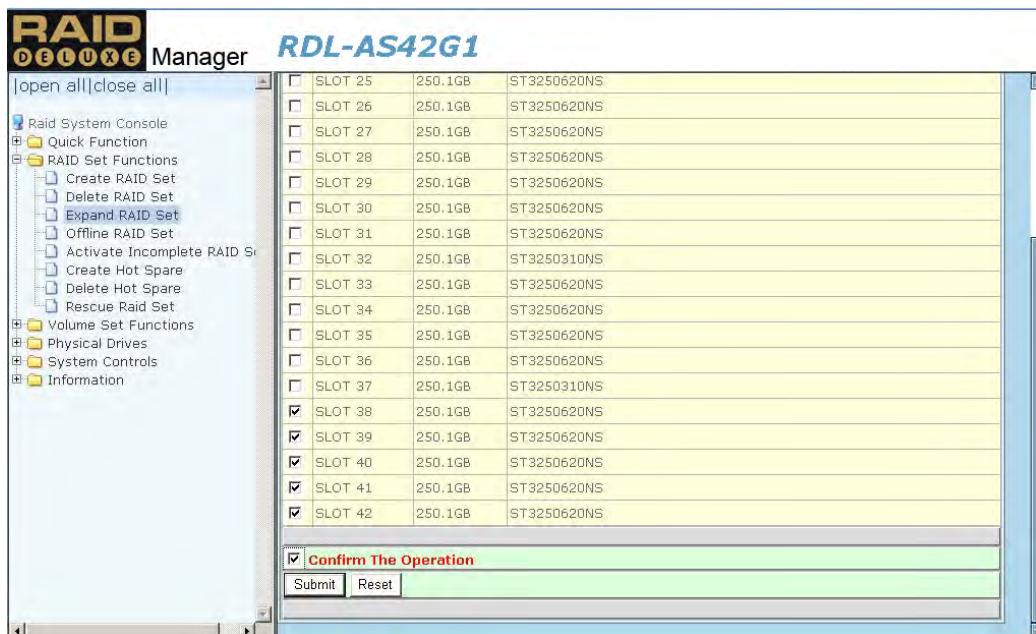 RAID
DELUXE Manager
RDL-AS42G1
|open all|close all|
Raid System Console
Quick Function
RAID Set Functions
Create RAID Set
Delete RAID Set
Expand RAID Set
Offline RAID Set
Activate Incomplete RAID
Create Hot Spare
Delete Hot Spare
Rescue Raid Set
Volume Set Functions
Physical Drives
System Controls
Information
SLOT 25 250.1GB ST3250620NS
SLOT 26 250.1GB ST3250620NS
SLOT 27 250.1GB ST3250620NS
SLOT 28 250.1GB ST3250620NS
SLOT 29 250.1GB ST3250620NS
SLOT 30 250.1GB ST3250620NS
SLOT 31 250.1GB ST3250620NS
SLOT 32 250.1GB ST3250310NS
SLOT 33 250.1GB ST3250620NS
SLOT 34 250.1GB ST3250620NS
SLOT 35 250.1GB ST3250620NS
SLOT 36 250.1GB ST3250620NS
SLOT 37 250.1GB ST3250310NS
SLOT 38 250.1GB ST3250620NS
SLOT 39 250.1GB ST3250620NS
SLOT 40 250.1GB ST3250620NS
SLOT 41 250.1GB ST3250620NS
SLOT 42 250.1GB ST3250620NS
Confirm The Operation
Submit Reset